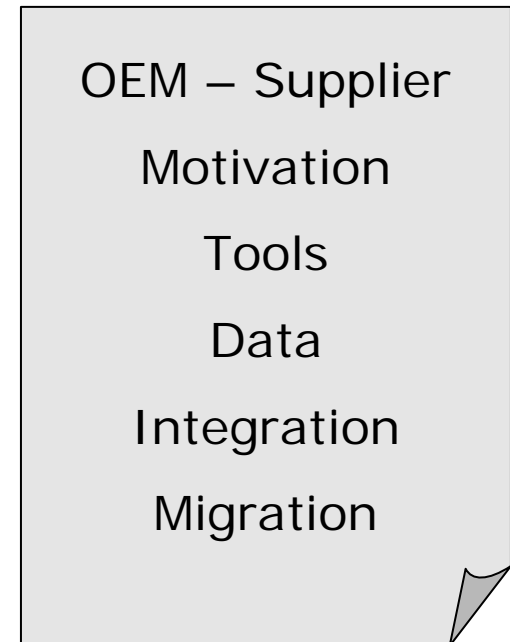 OEM – Supplier
Motivation
Tools
Data
Integration
Migration